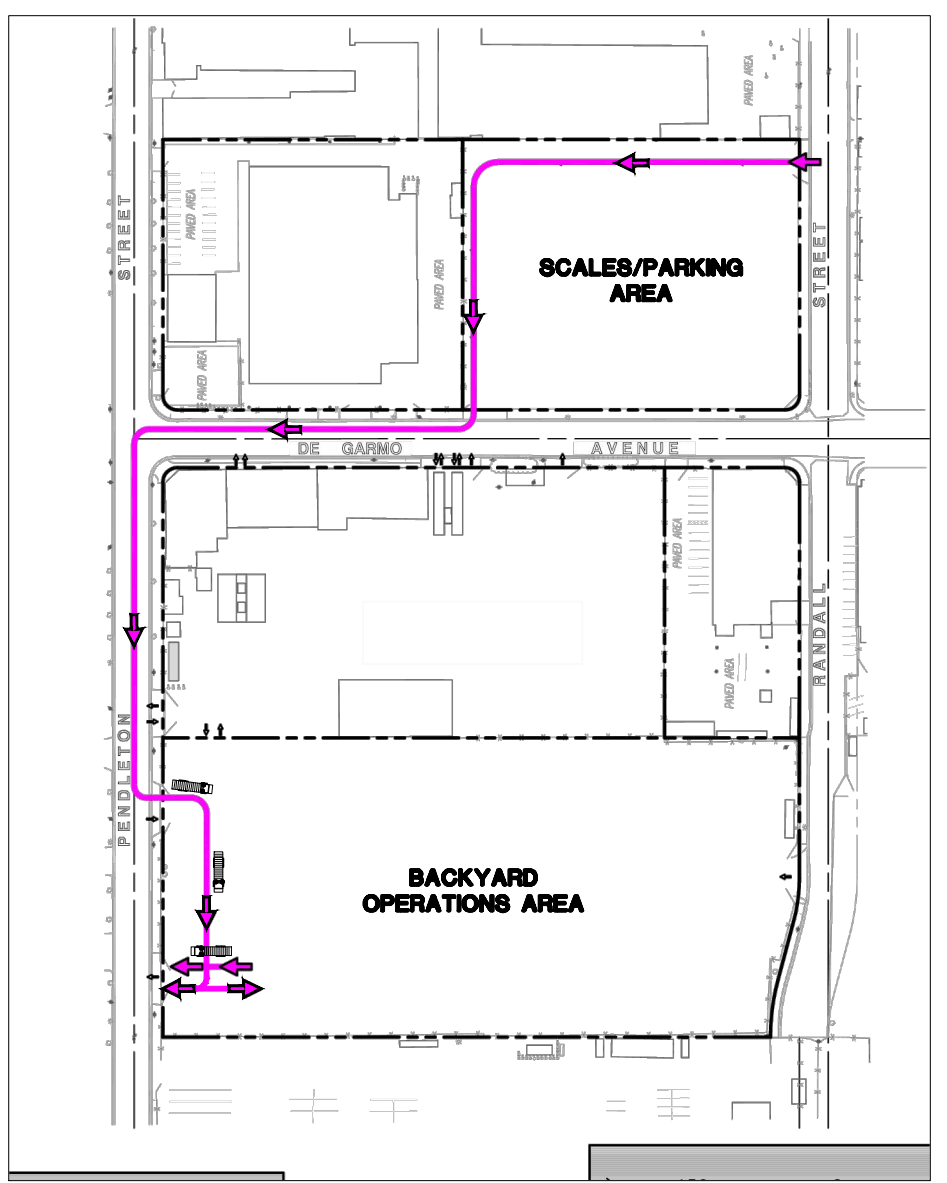 PAVED AREA
STREET
PAVED AREA
PAVED AREA
SCALES/PARKING
AREA
STREET
PAVED AREA
DE GARMO AVENUE
PAVED AREA
RANDALL
PAVED AREA
PENDLETON
BACKYARD
OPERATIONS AREA